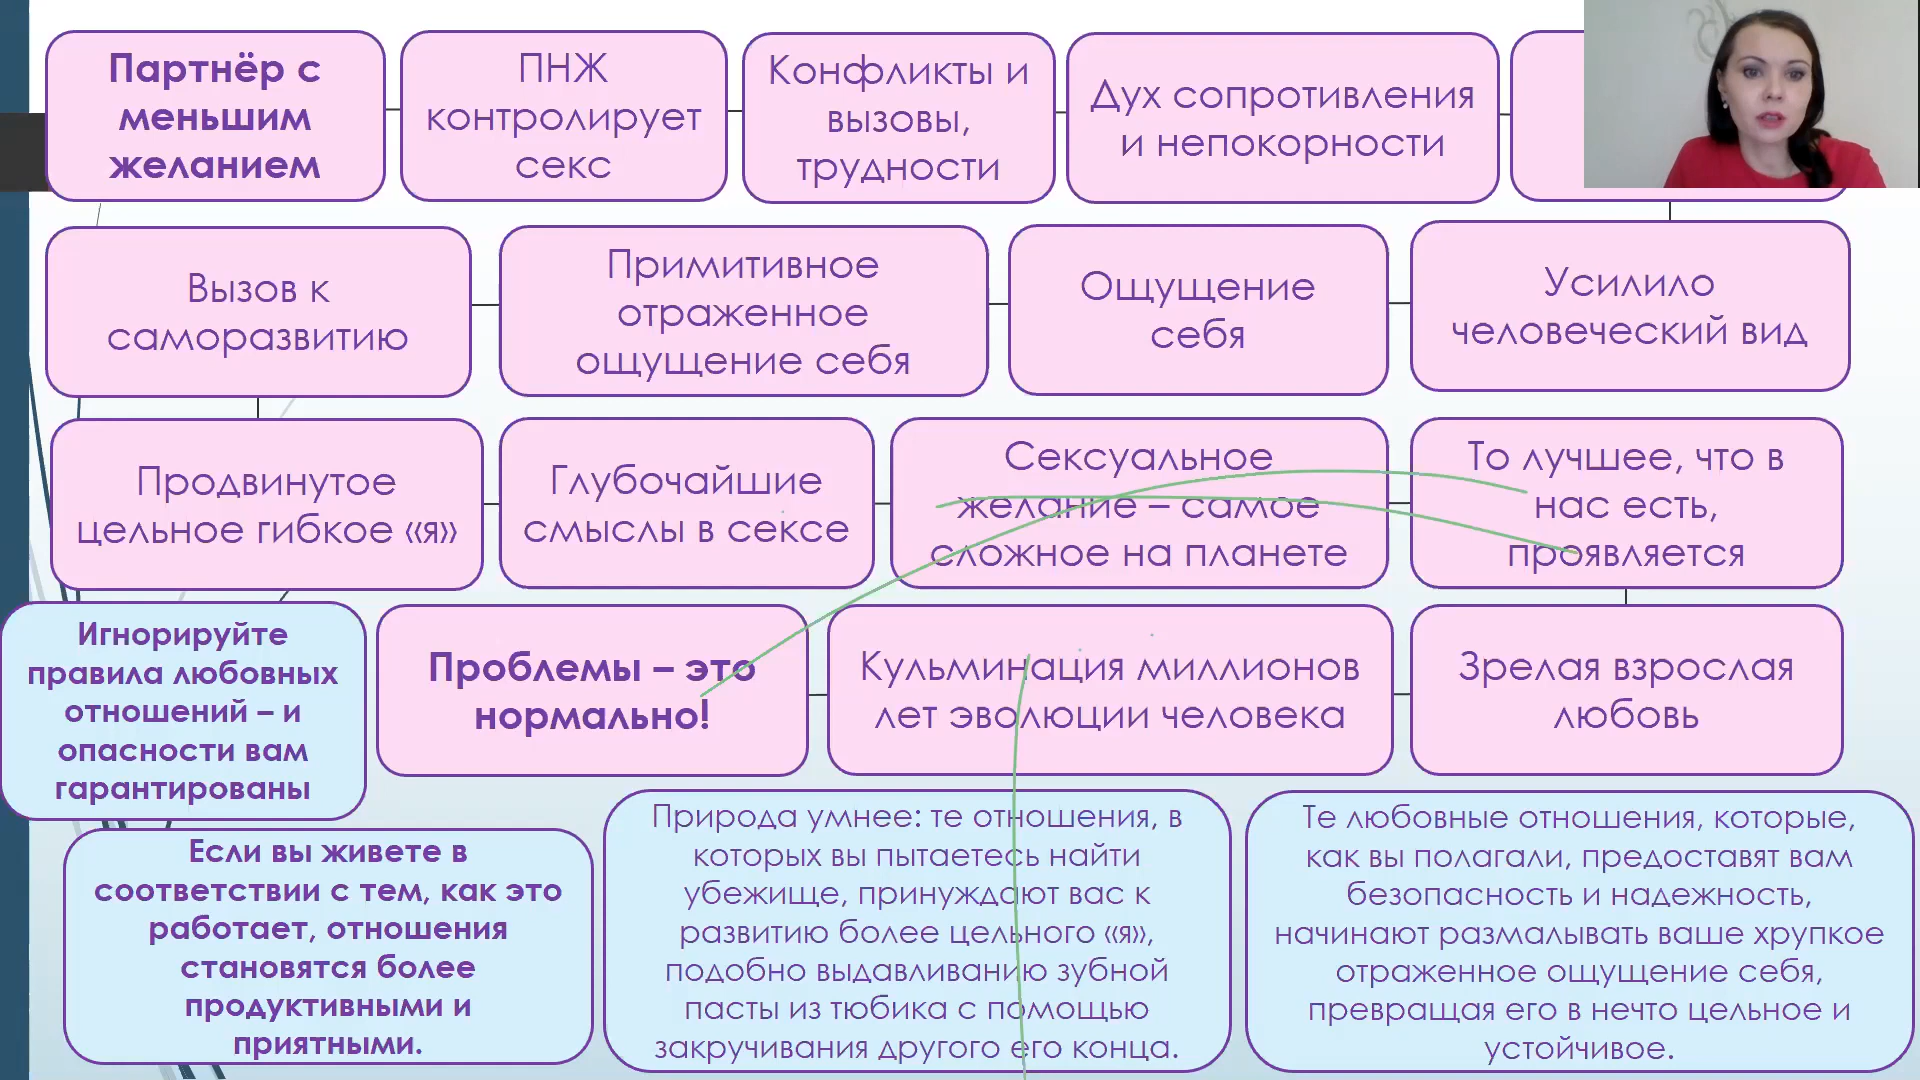 Партнёр с
меньшим
желанием
ПНЖ
контролирует
секс
Конфликты и
вызовы,
трудности
Дух сопротивления
и непокорности
Вызов к
саморазвитию
Примитивное
отраженное
ощущение себя
Ощущение
себя
Усилило
человеческий вид
Продвинутое
цельное гибкое «я»
Глубочайшие
смыслы в сексе
Сексуальное
желание – самое
сложное на планете
То лучшее, что в
нас есть,
проявляется
Игнорируйте
правила любовных
отношений – и
опасности вам
гарантированы
Проблемы – это
нормально!
Кульминация миллионов
лет эволюции человека
Зрелая взрослая
любовь
Если вы живете в
соответствии с тем, как это
работает, отношения
становятся более
продуктивными и
приятными.
Природа умнее: те отношения, в
которых вы пытаетесь найти
убежище, принуждают вас к
развитию более цельного «я»,
подобно выдавливанию зубной
пасты из тюбика с помощью
закручивания другого его конца.
Те любовные отношения, которые,
как вы полагали, предоставят вам
безопасность и надежность,
начинают размалывать ваше хрупкое
отраженное ощущение себя,
превращая его в нечто цельное и
устойчивое.